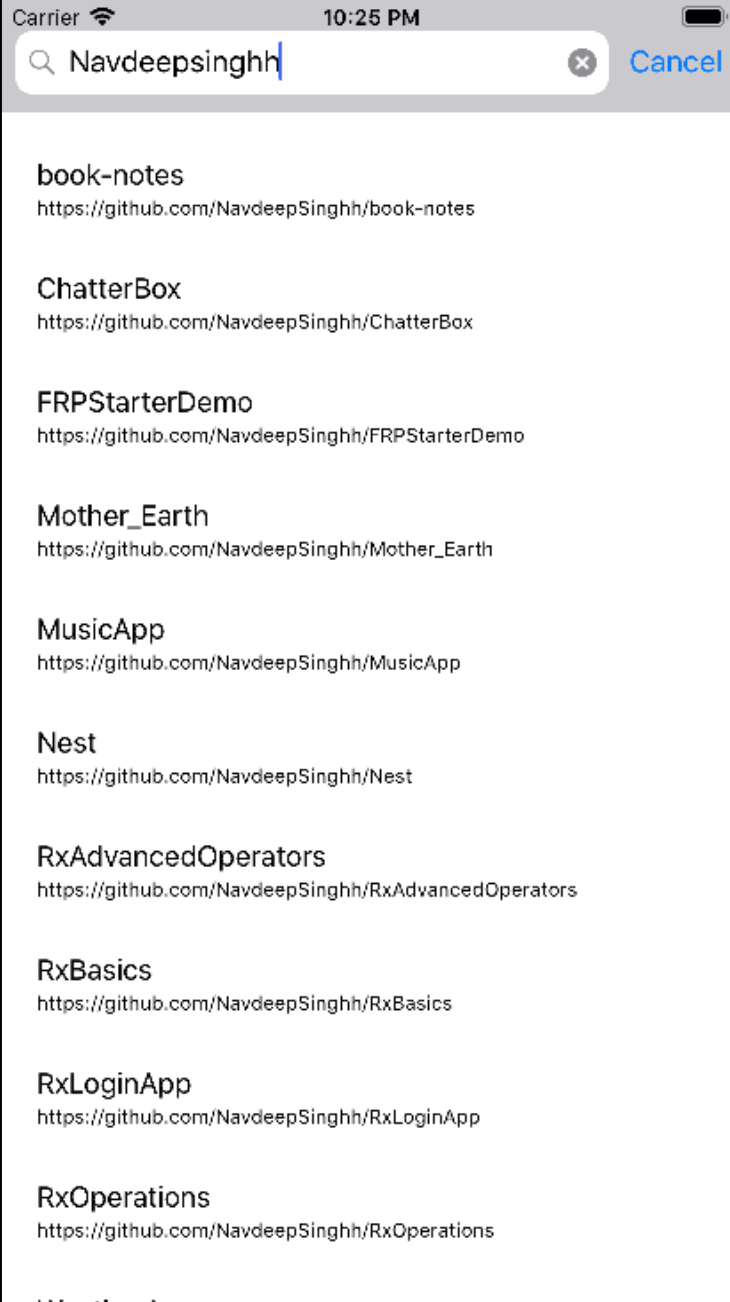 Carrier 10:25 PM
Navdeepsinghh Cancel
book-notes
https://github.com/NavdeepSinghh/book-notes
ChatterBox
https://github.com/NavdeepSinghh/ChatterBox
FRPStarterDemo
https://github.com/NavdeepSinghh/FRPStarterDemo
Mother_Earth
https://github.com/NavdeepSinghh/Mother_Earth
MusicApp
https://github.com/NavdeepSinghh/MusicApp
Nest
https://github.com/NavdeepSinghh/Nest
RxAdvancedOperators
https://github.com/NavdeepSinghh/RxAdvancedOperators
RxBasics
https://github.com/NavdeepSinghh/RxBasics
RxLoginApp
https://github.com/NavdeepSinghh/RxLoginApp
RxOperations
https://github.com/NavdeepSinghh/RxOperations